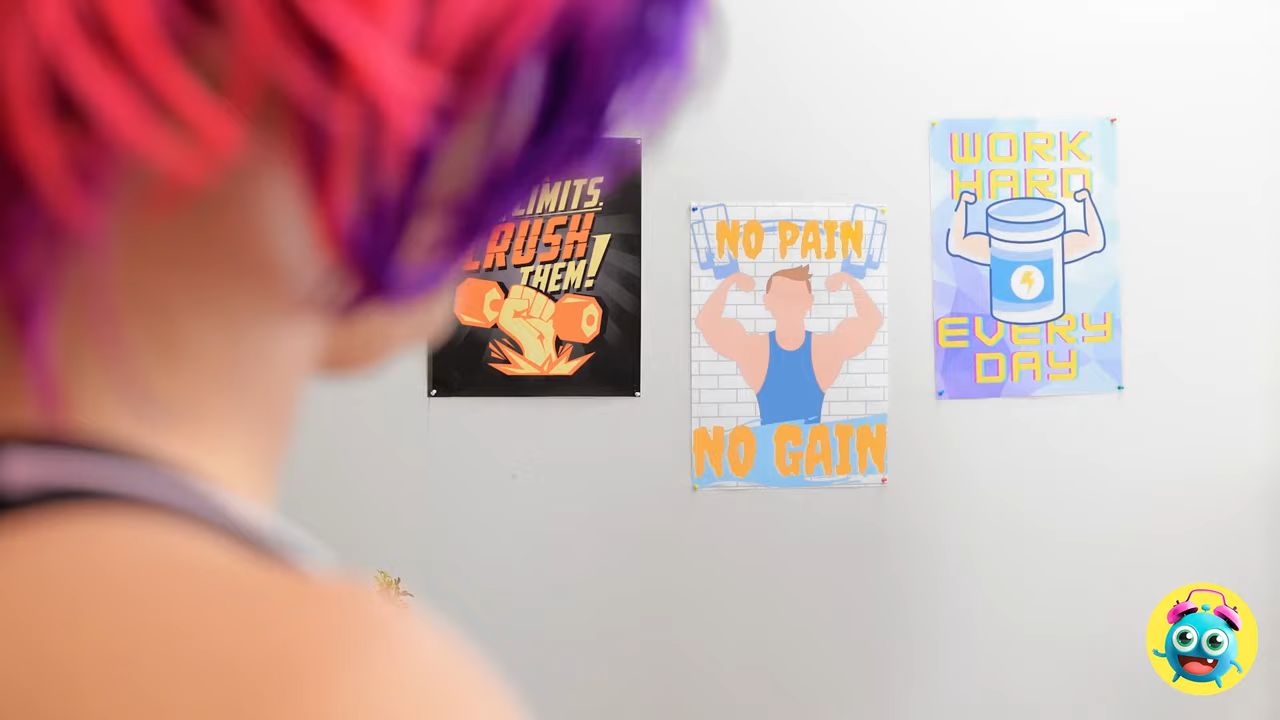 LIMITS.
CRUSH
THEM!
NO PAIN
NO GAIN
WORK
HARD
EVERY
DAY